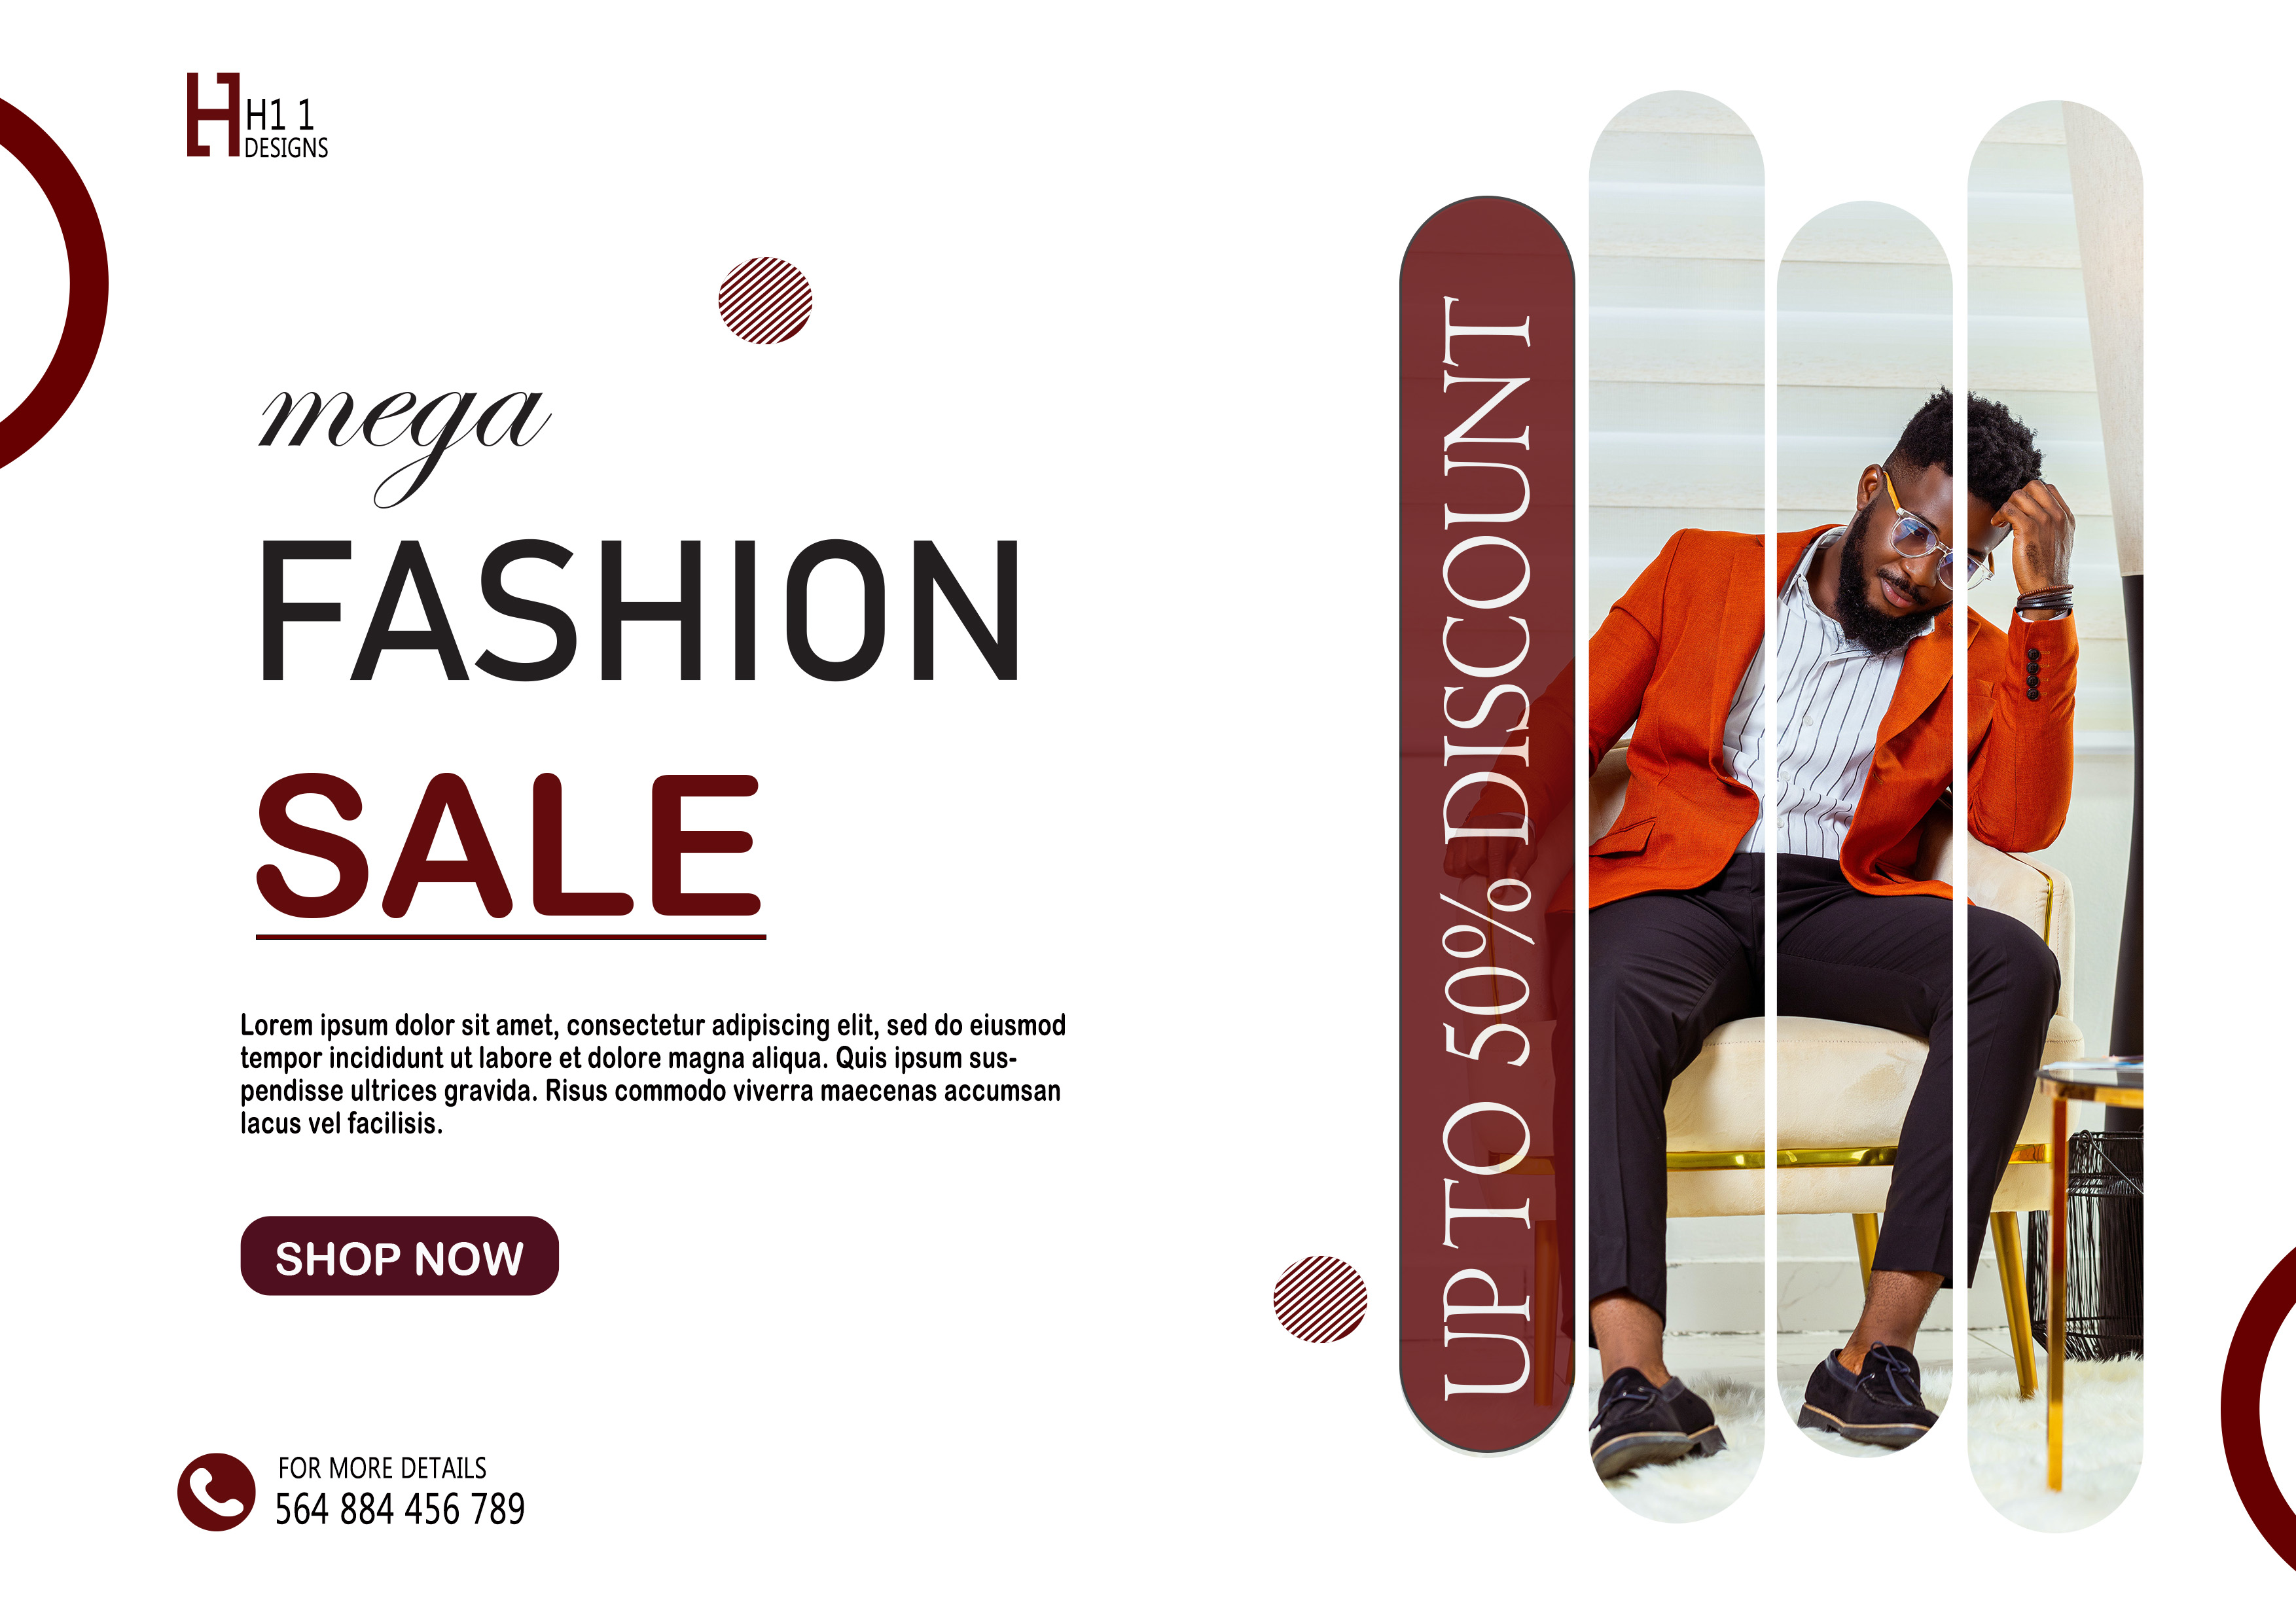 H1 1
DESIGNS
mega
FASHION
SALE
Lorem ipsum dolor sit amet, consectetur adipiscing elit, sed do eiusmod
tempor incididunt ut labore et dolore magna aliqua. Quis ipsum sus-
pendisse ultrices gravida. Risus commodo viverra maecenas accumsan
lacus vel facilisis.
SHOP NOW
FOR MORE DETAILS
564 884 456 789
UP TO 50% DISCOUNT